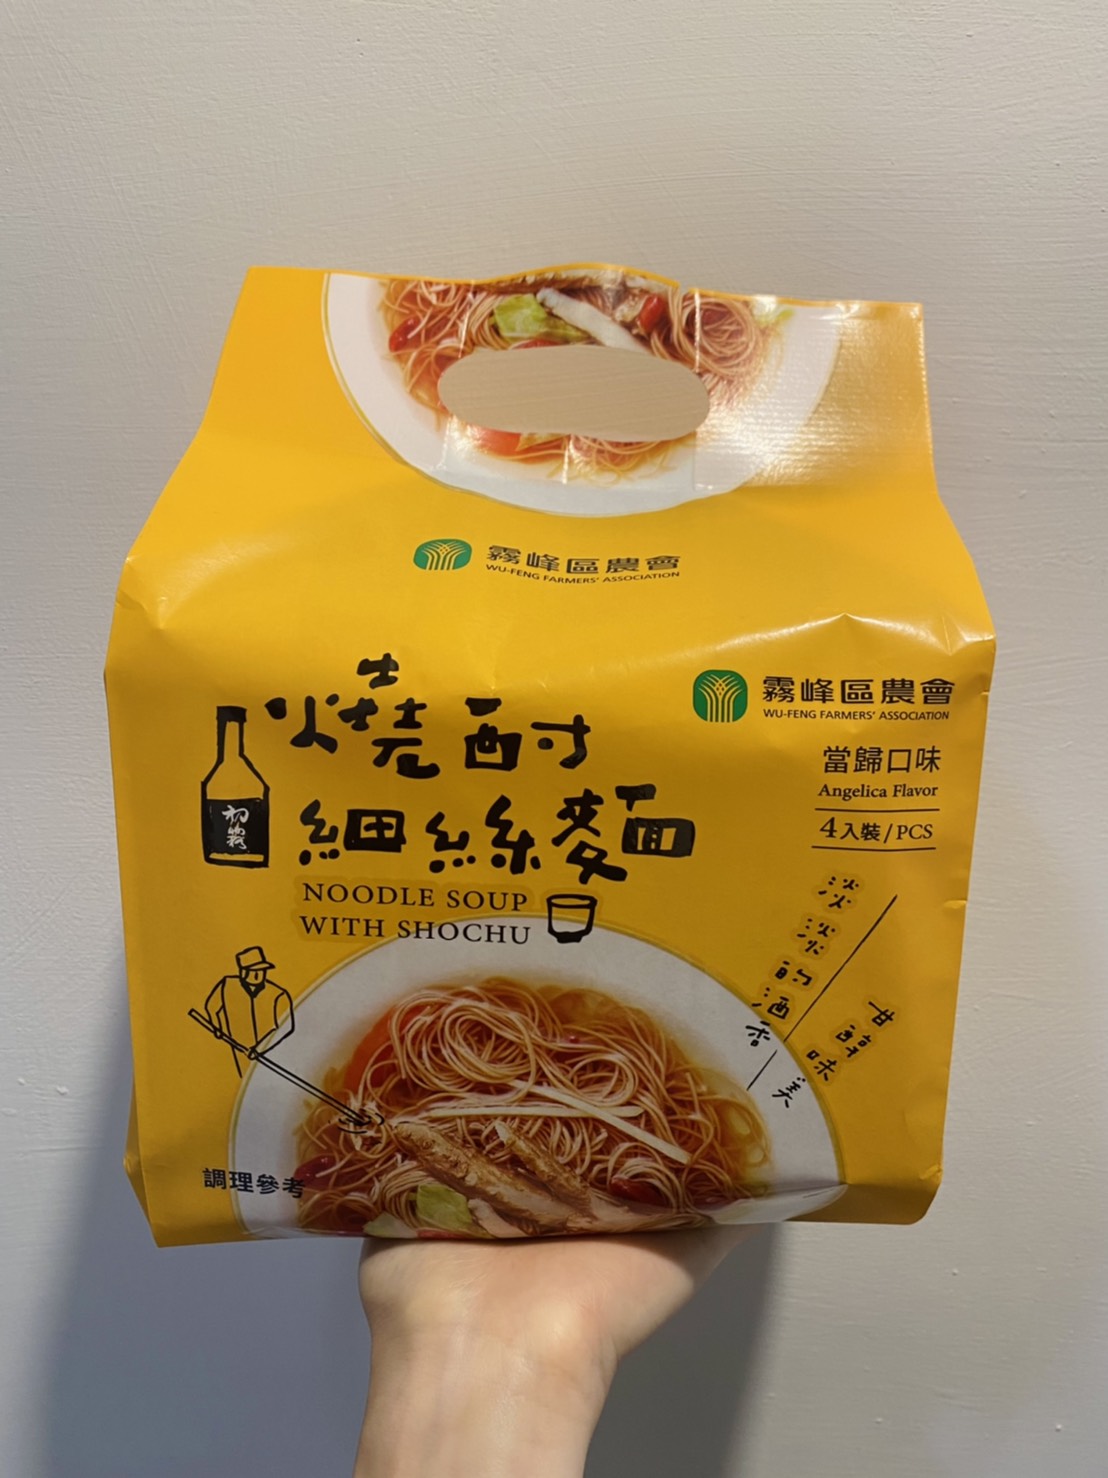 霧峰區農會
WU-FENG FARMERS' ASSOCIATION
霧峰區農會
WU-FENG FARMERS' ASSOCIATION
燒酎
細絲麵
初霧
NOODLE SOUP
WITH SHOCHU
當歸口味
Angelica Flavor
4入裝/PCS
淡淡的酒香
甘醇味美
調理參考